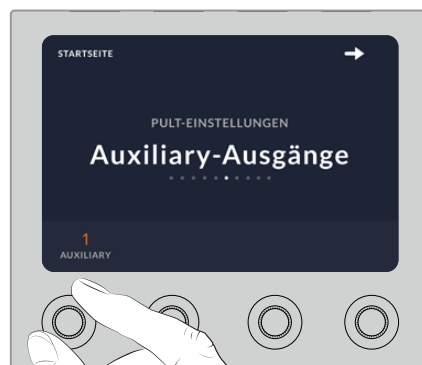 STARTSEITE
PULT-EINSTELLUNGEN
Auxiliary-Ausgänge
1
AUXILIARY